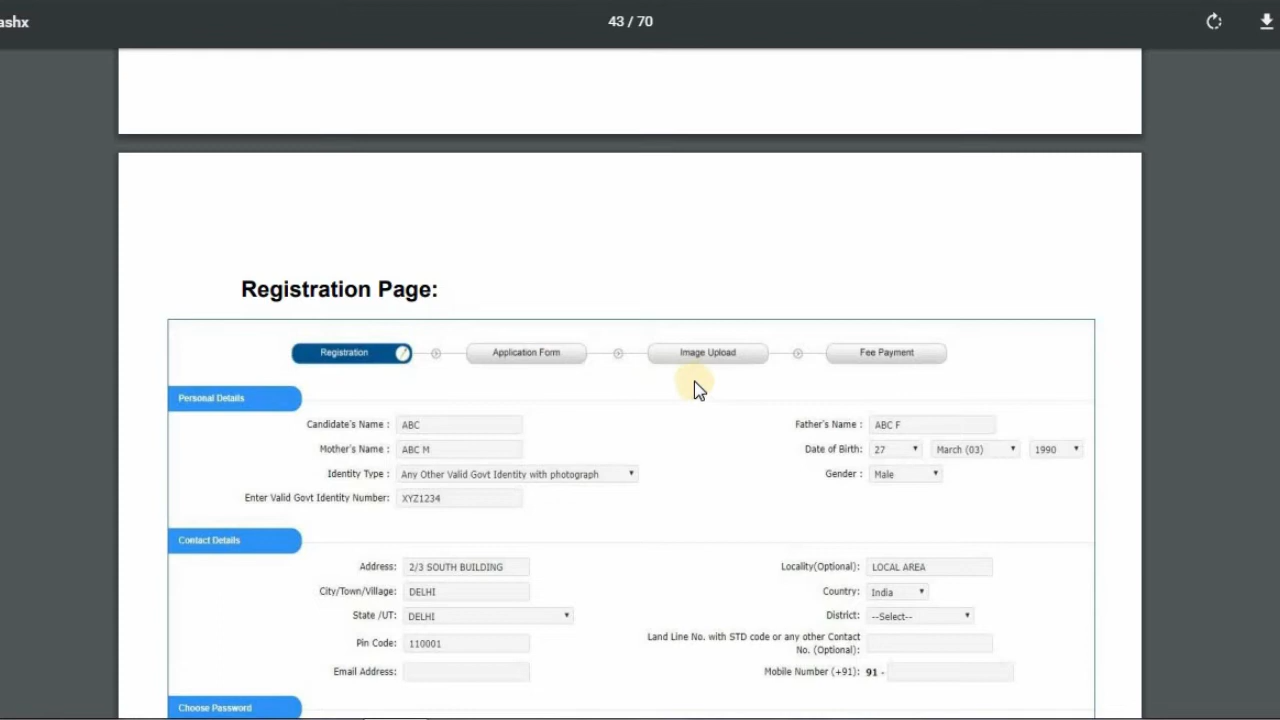 ashx
43 / 70
Registration Page:
Registration Application Form Image Upload Fee Payment
Personal Details
Candidate's Name : ABC Father's Name : ABC F
Mother's Name : ABC M Date of Birth: 27 March (03) 1990
Identity Type : Any Other Valid Govt Identity with photograph Gender : Male
Enter Valid Govt Identity Number: XYZ1234
Contact Details
Address: 2/3 SOUTH BUILDING Locality(Optional): LOCAL AREA
City/Town/Village: DELHI Country: India
State /UT: DELHI District: --Select--
Pin Code: 110001 Land Line No. with STD code or any other Contact
No. (Optional):
Email Address: Mobile Number (+91): 91 -
Choose Password